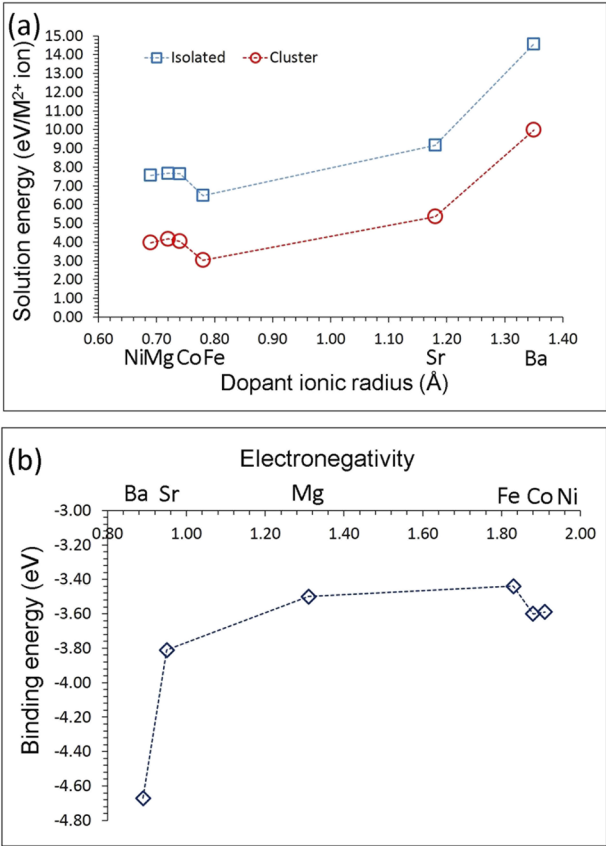 (a)
Solution energy (eV/M²⁺ ion)
15.00
14.00
13.00
12.00
11.00
10.00
9.00
8.00
7.00
6.00
5.00
4.00
3.00
2.00
1.00
0.00
Isolated Cluster
0.60 0.70 0.80 0.90 1.00 1.10 1.20 1.30 1.40
Ni Mg Co Fe Sr Ba
Dopant ionic radius (Å)
(b)
Electronegativity
Ba Sr Mg Fe Co Ni
0.80 1.00 1.20 1.40 1.60 1.80 2.00
Binding energy (eV)
-3.00
-3.20
-3.40
-3.60
-3.80
-4.00
-4.20
-4.40
-4.60
-4.80